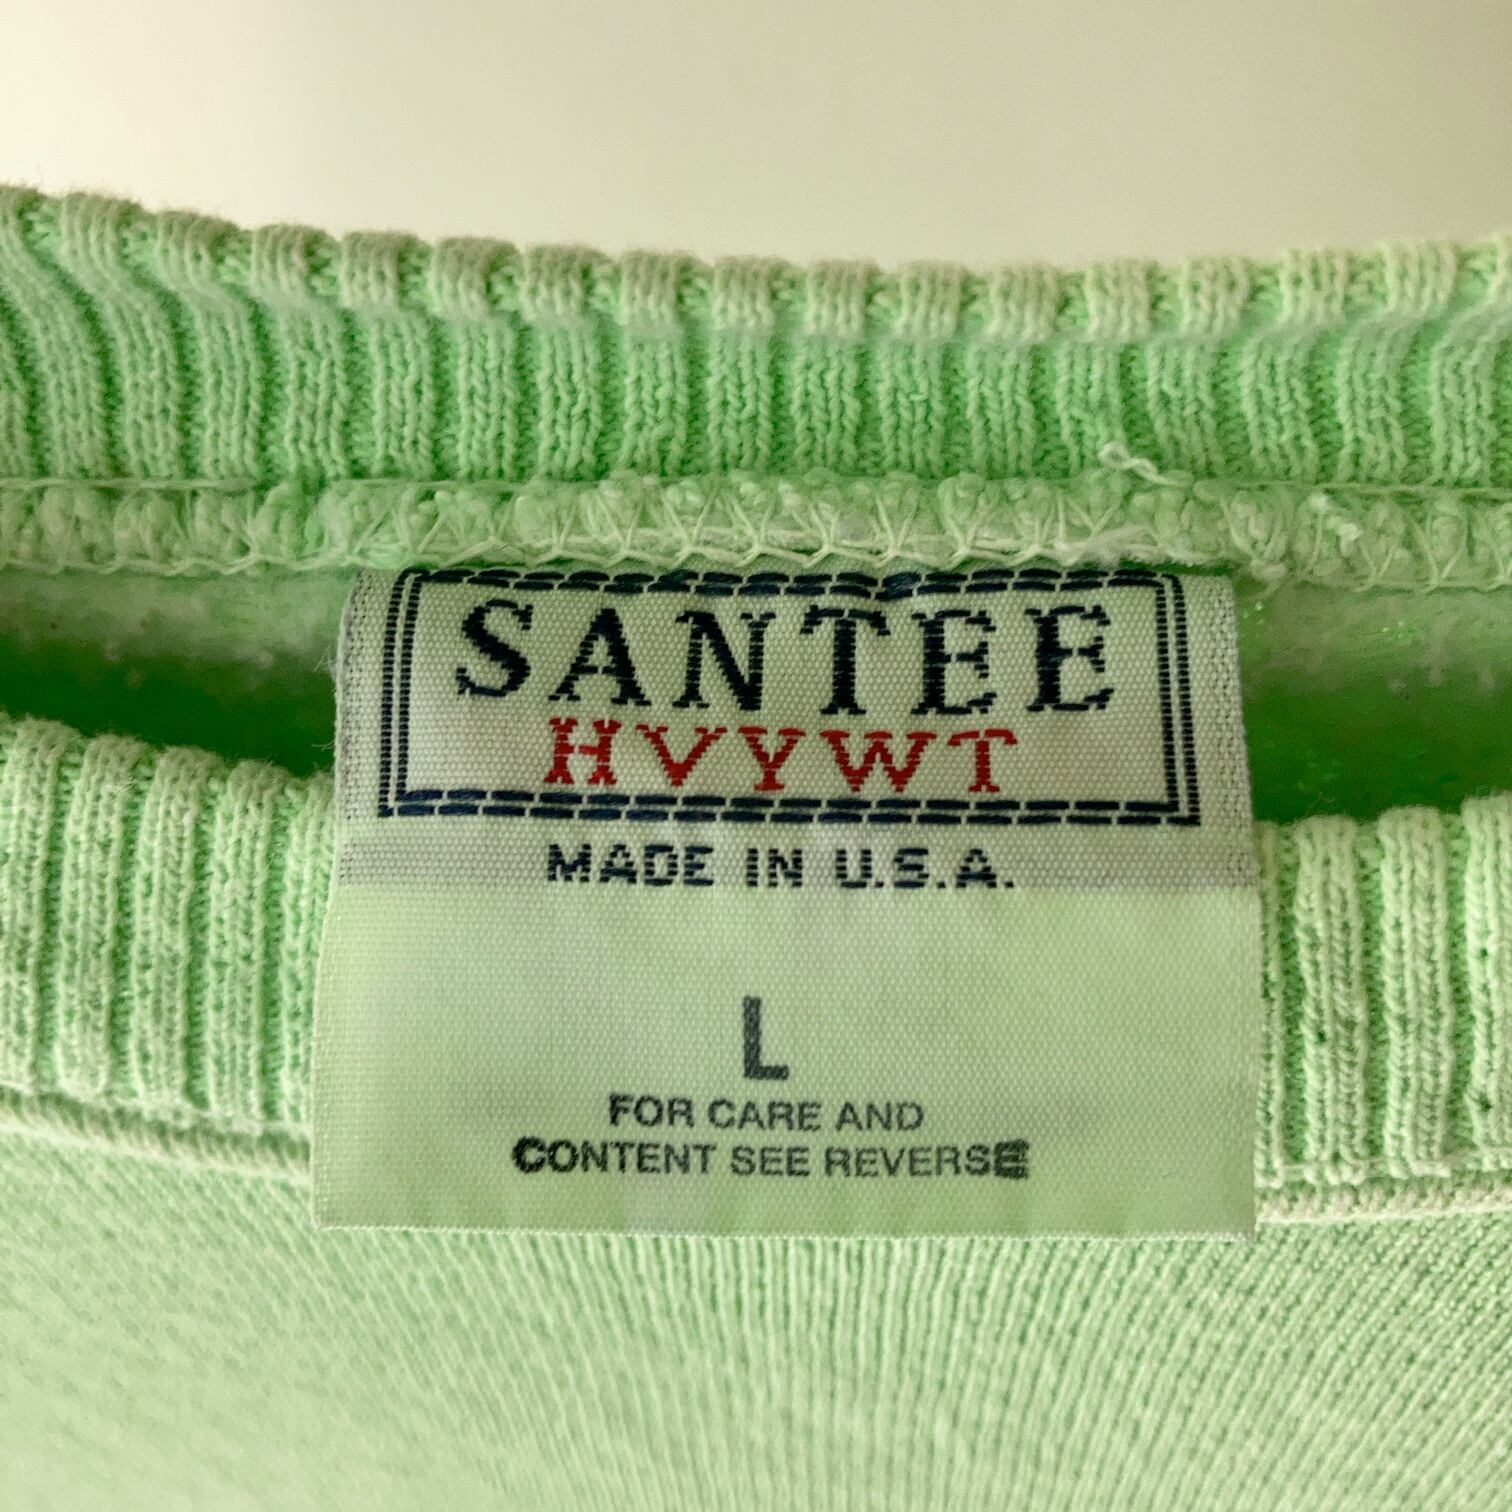 SANTEE
HVYWT
MADE IN U.S.A.
L
FOR CARE AND
CONTENT SEE REVERSE